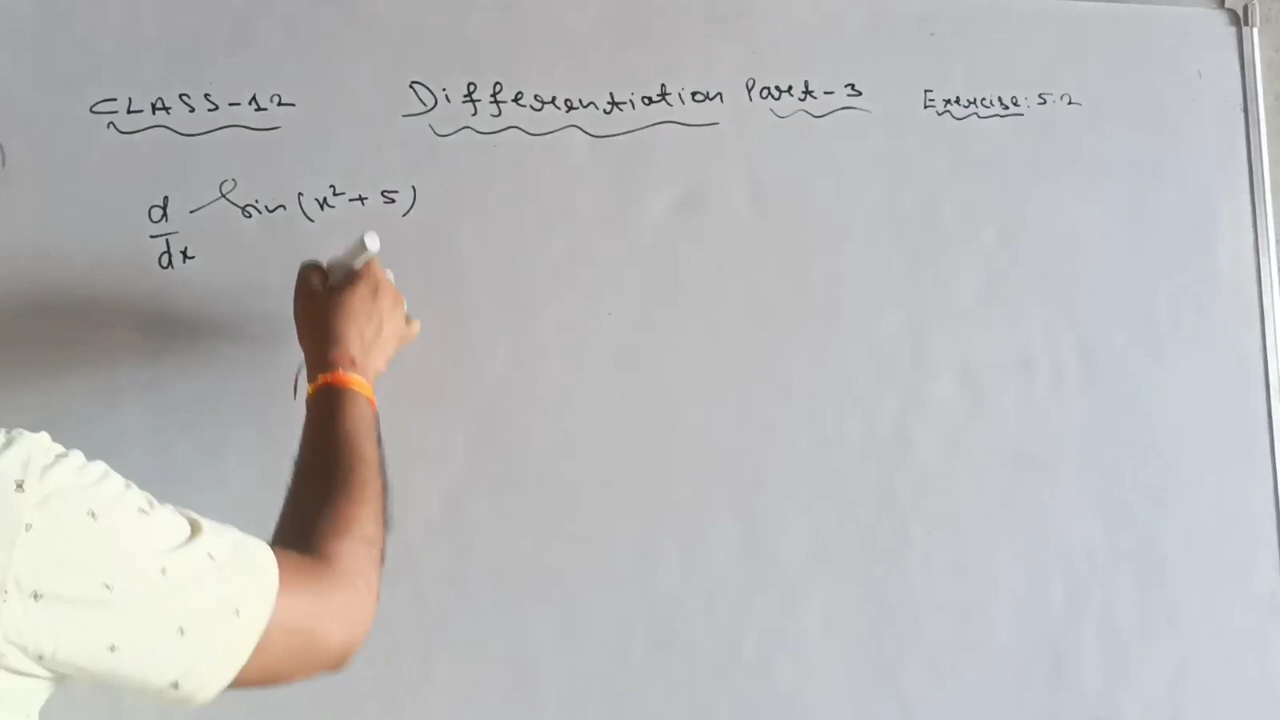 CLASS-12 Differentiation Part-3 Exercise: 5.2
d/dx Sin(x²+5)